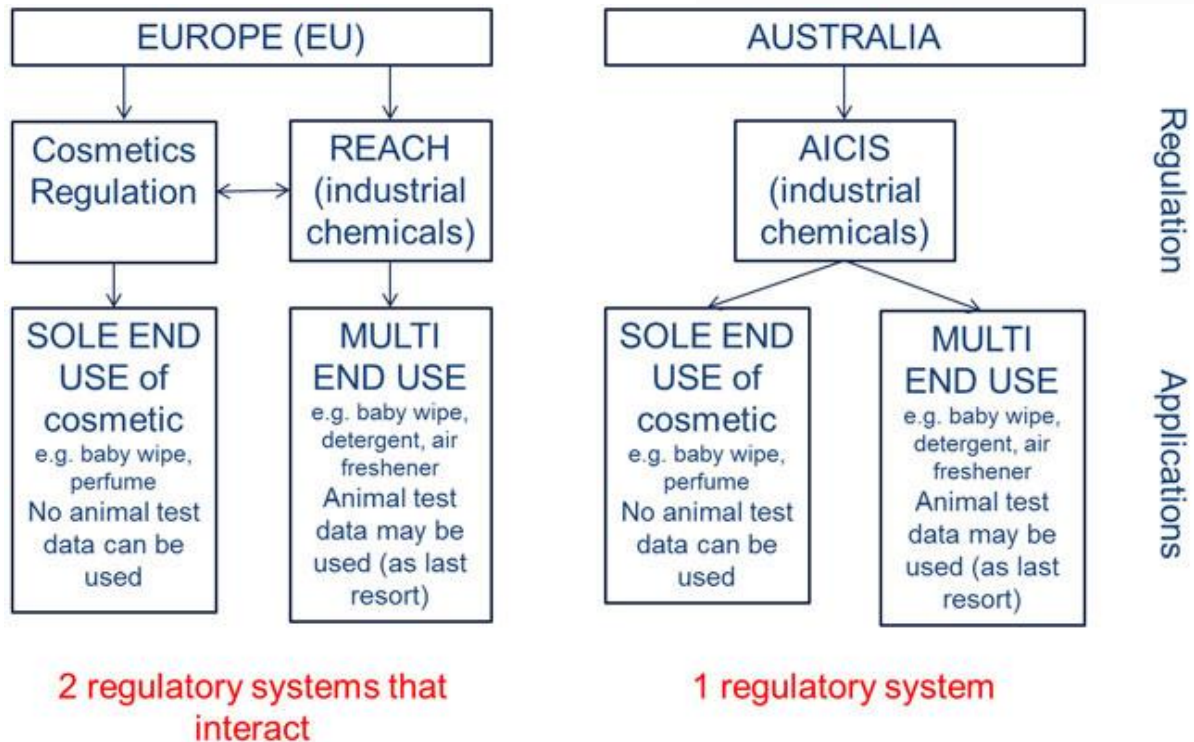 EUROPE (EU)
Cosmetics
Regulation
REACH
(industrial
chemicals)
SOLE END
USE of
cosmetic
e.g. baby wipe,
perfume
No animal test
data can be
used
MULTI
END USE
e.g. baby wipe,
detergent, air
freshener
Animal test
data may be
used (as last
resort)
2 regulatory systems that
interact
AUSTRALIA
AICIS
(industrial
chemicals)
SOLE END
USE of
cosmetic
e.g. baby wipe,
perfume
No animal test
data can be
used
MULTI
END USE
e.g. baby wipe,
detergent, air
freshener
Animal test
data may be
used (as last
resort)
1 regulatory system
Regulation
Applications